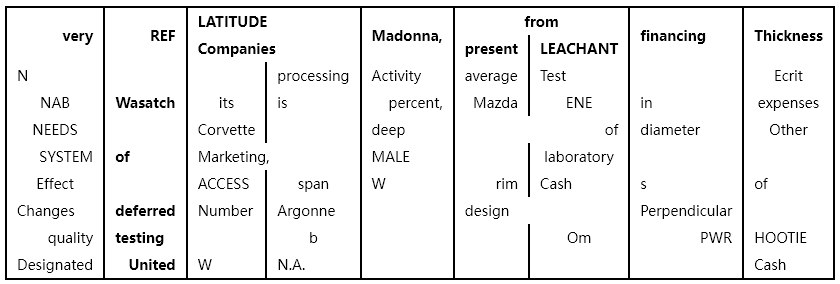 very REF LATITUDE Companies Madonna, from financing Thickness
present LEACHANT
N processing Activity average Test Ecrit
NAB Wasatch its is percent, Mazda ENE in expenses
NEEDS Corvette deep of diameter Other
SYSTEM of Marketing, MALE laboratory
Effect ACCESS span W rim Cash s of
Changes deferred Number Argonne design Perpendicular
quality testing b Om PWR HOOTIE
Designated United W N.A. Cash